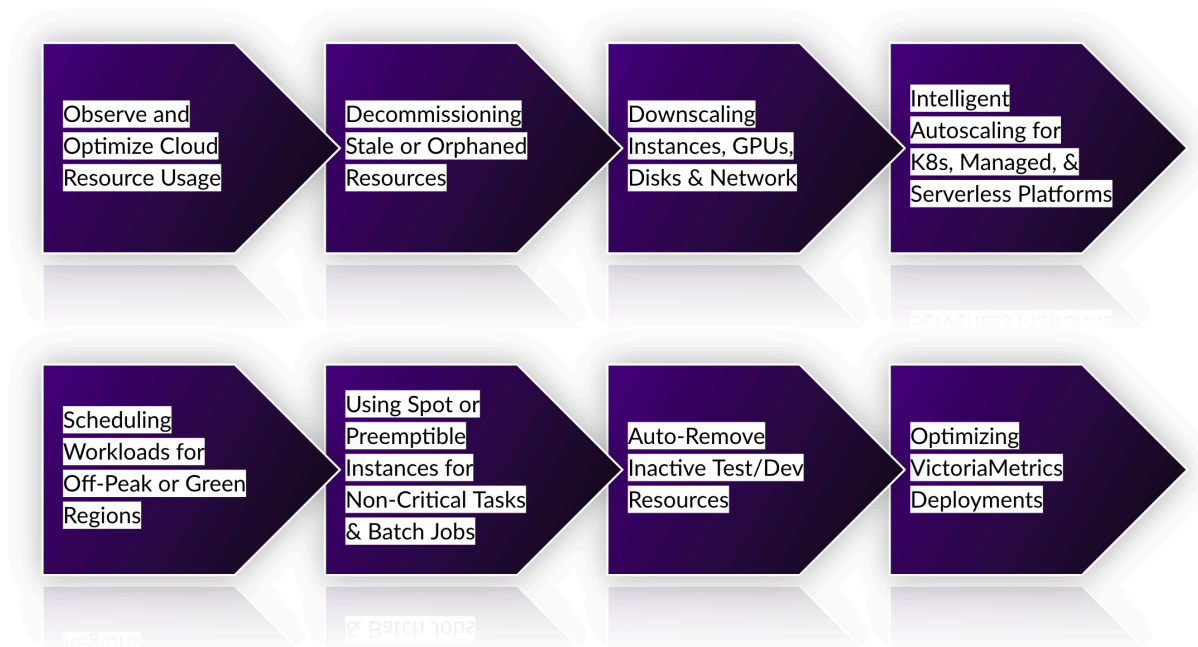 Observe and
Optimize Cloud
Resource Usage
Decommissioning
Stale or Orphaned
Resources
Downscaling
Instances, GPUs,
Disks & Network
Intelligent
Autoscaling for
K8s, Managed, &
Serverless Platforms
Scheduling
Workloads for
Off-Peak or Green
Regions
Using Spot or
Preemptible
Instances for
Non-Critical Tasks
& Batch Jobs
Auto-Remove
Inactive Test/Dev
Resources
Optimizing
VictoriaMetrics
Deployments